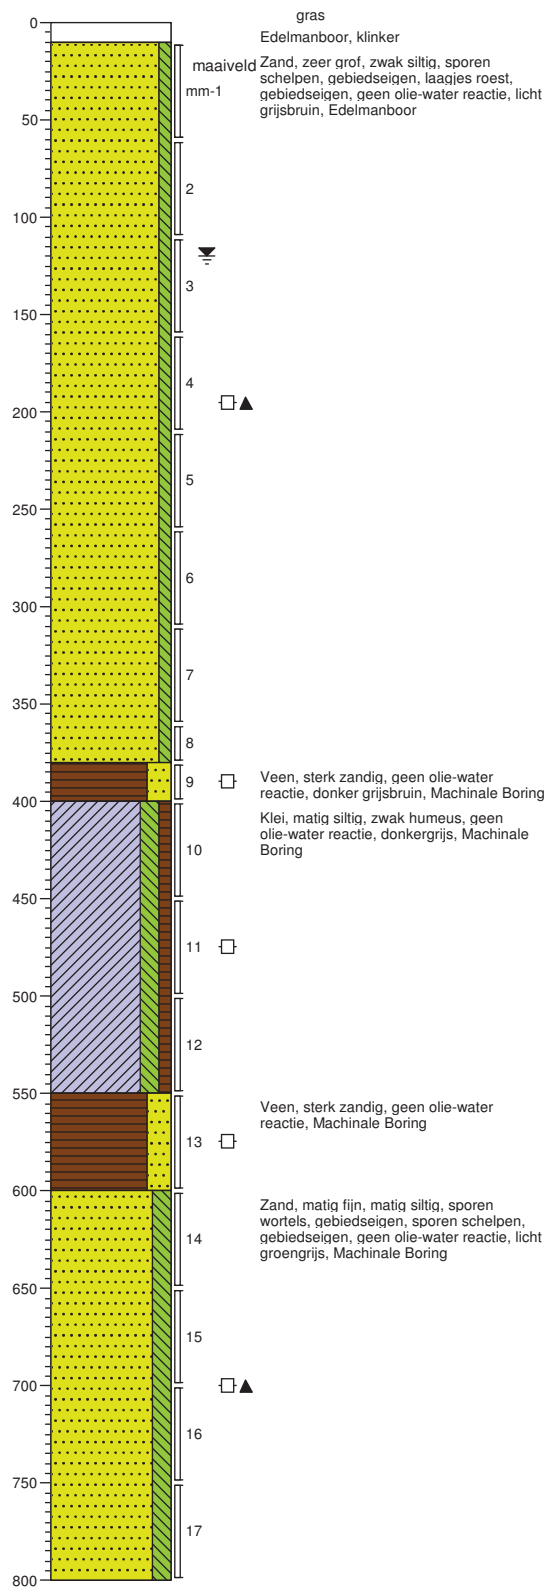 gras
0
Edelmanboor, klinker
maaiveld
Zand, zeer grof, zwak siltig, sporen
schelpen, gebiedseigen, laagjes roest,
mm-1
gebiedseigen, geen olie-water reactie, licht
grijsbruin, Edelmanboor
50
2
100
3
150
4
200
5
250
6
300
7
350
8
9
Veen, sterk zandig, geen olie-water
reactie, donker grijsbruin, Machinale Boring
400
Klei, matig siltig, zwak humeus, geen
olie-water reactie, donkergrijs, Machinale
Boring
10
450
11
500
12
550
Veen, sterk zandig, geen olie-water
reactie, Machinale Boring
13
600
Zand, matig fijn, matig siltig, sporen
wortels, gebiedseigen, sporen schelpen,
gebiedseigen, geen olie-water reactie, licht
groengrijs, Machinale Boring
14
650
15
700
16
750
17
800